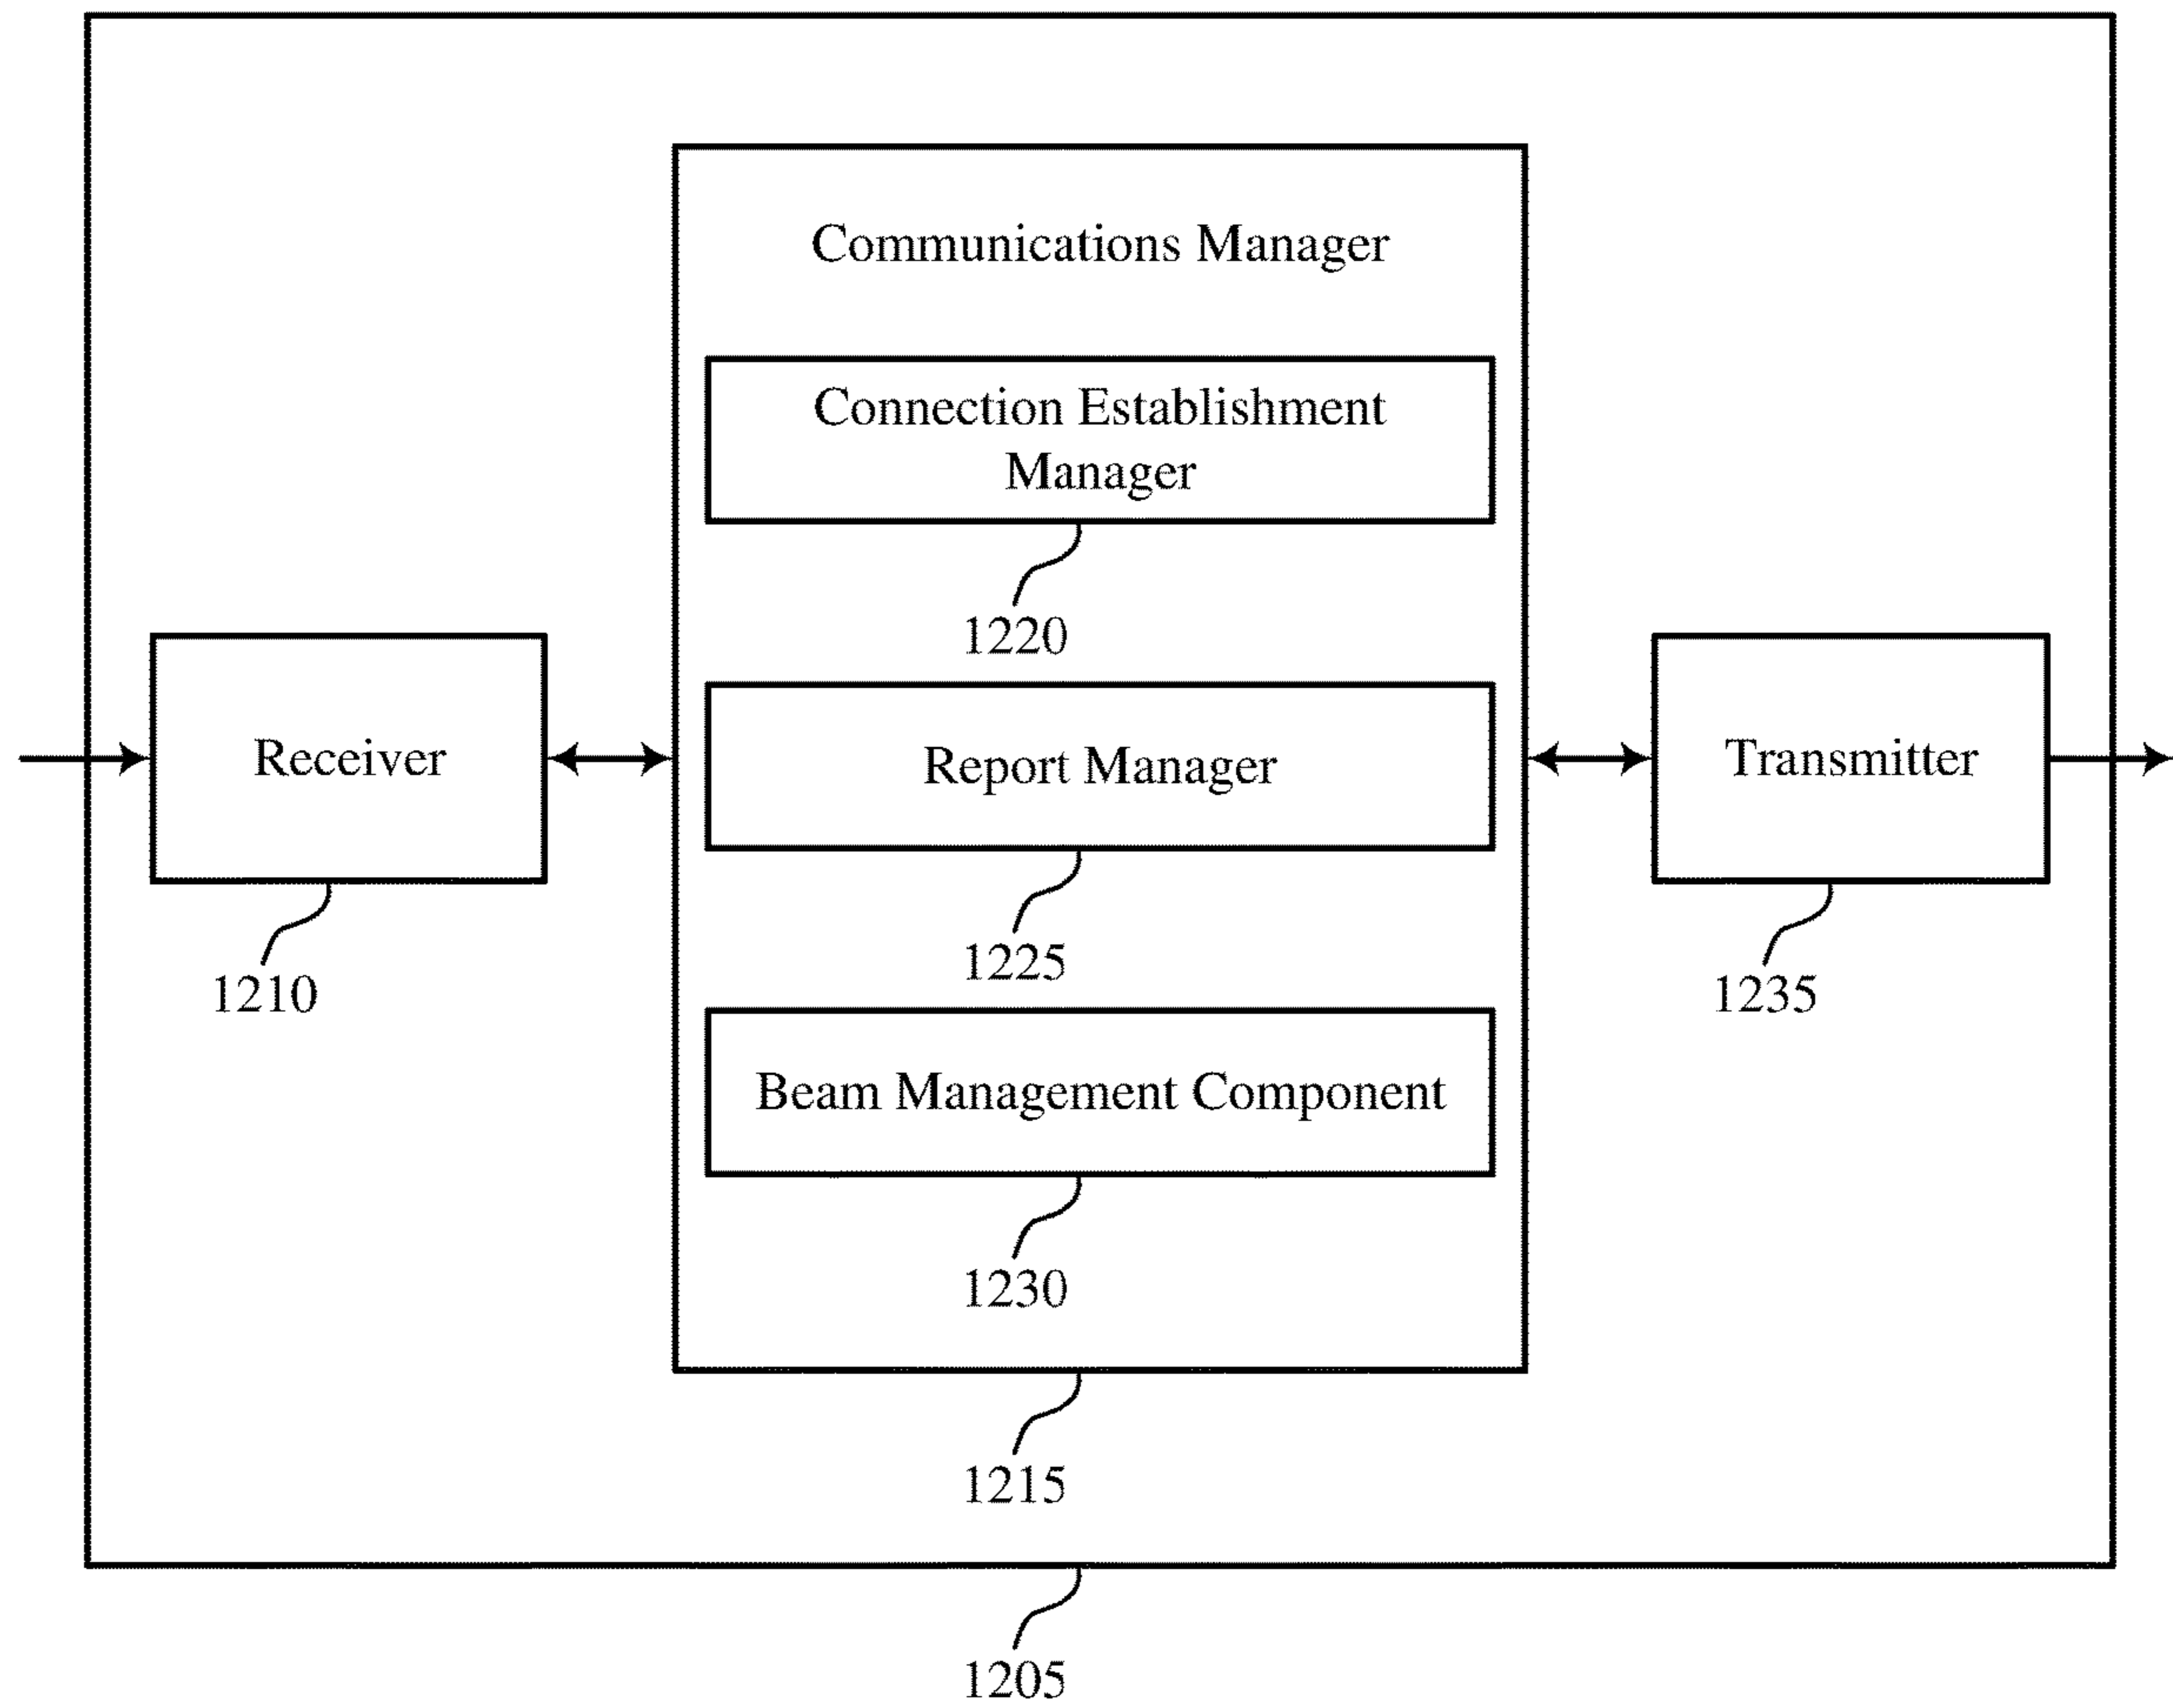 Communications Manager
Connection Establishment
Manager
1220
Receiver
1210
Report Manager
1225
Transmitter
1235
Beam Management Component
1230
1215
1205